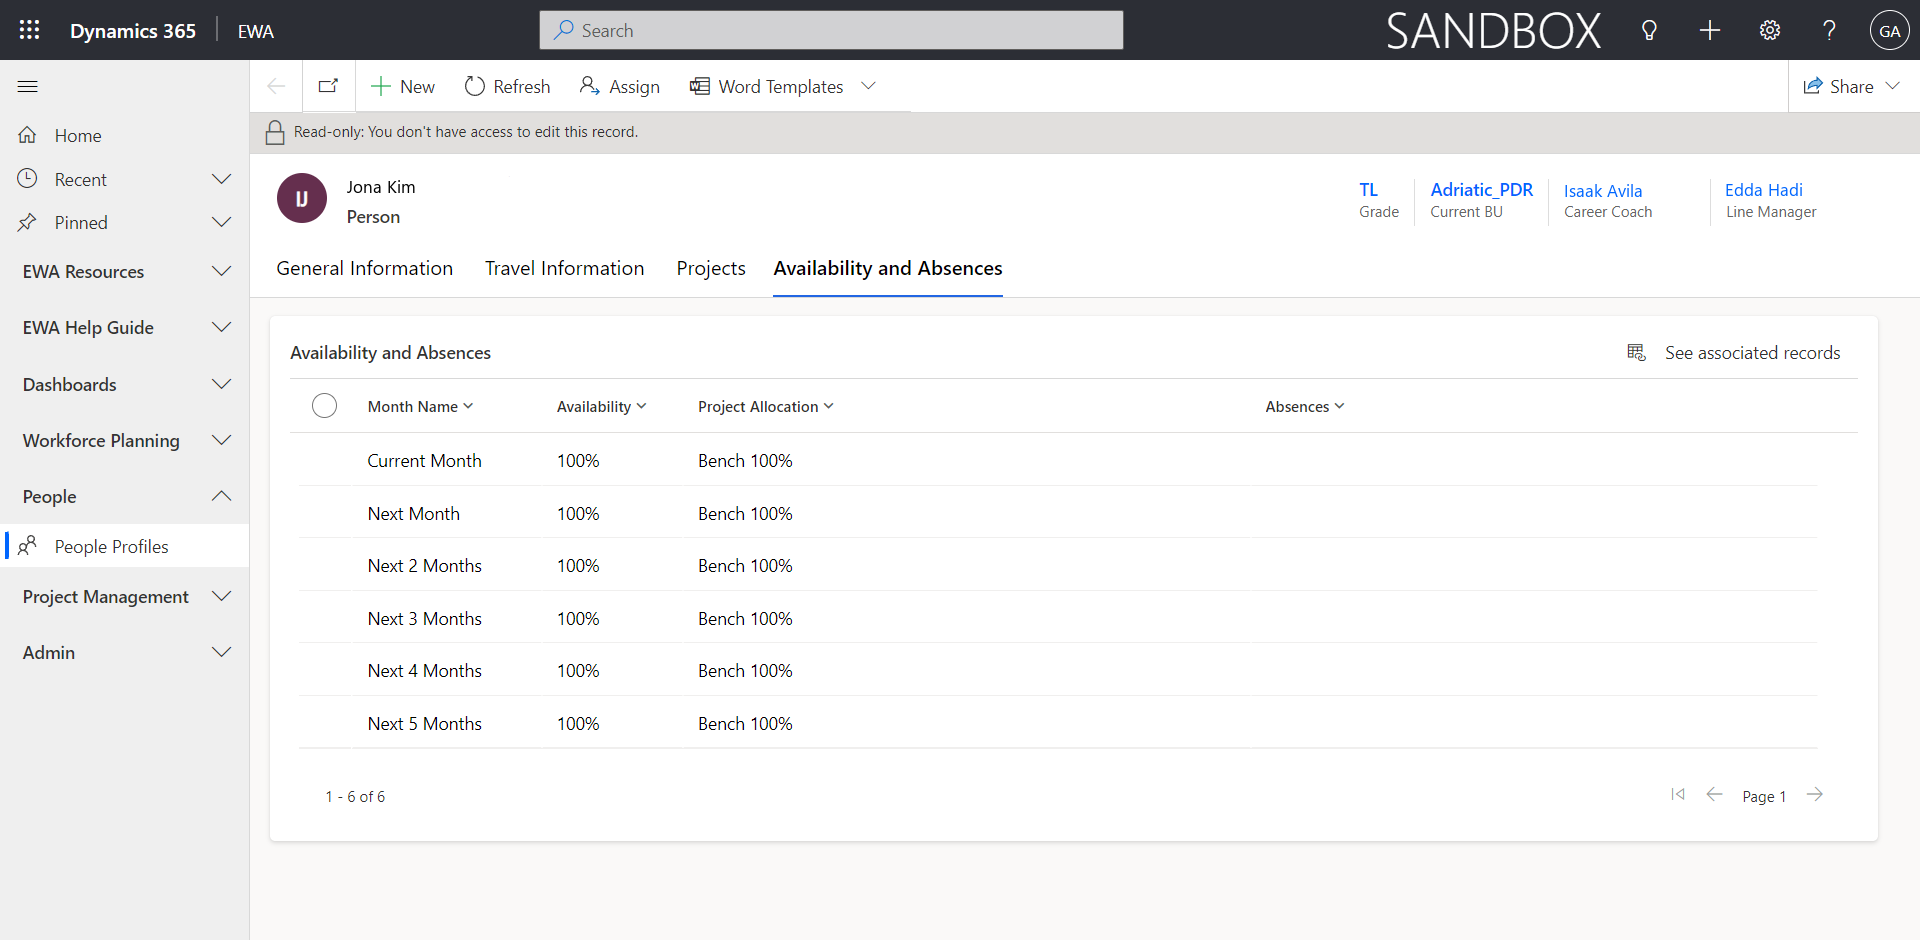 Dynamics 365 EWA Search SANDBOX GA
New Refresh Assign Word Templates Share
Read-only: You don't have access to edit this record.
Home
Recent
Pinned
EWA Resources
EWA Help Guide
Dashboards
Workforce Planning
People
People Profiles
Project Management
Admin
IJ
Jona Kim
Person
TL
Grade
Adriatic_PDR
Current BU
Isaak Avila
Career Coach
Edda Hadi
Line Manager
General Information Travel Information Projects Availability and Absences
Availability and Absences See associated records
Month Name Availability Project Allocation Absences
Current Month 100% Bench 100%
Next Month 100% Bench 100%
Next 2 Months 100% Bench 100%
Next 3 Months 100% Bench 100%
Next 4 Months 100% Bench 100%
Next 5 Months 100% Bench 100%
1 - 6 of 6 Page 1